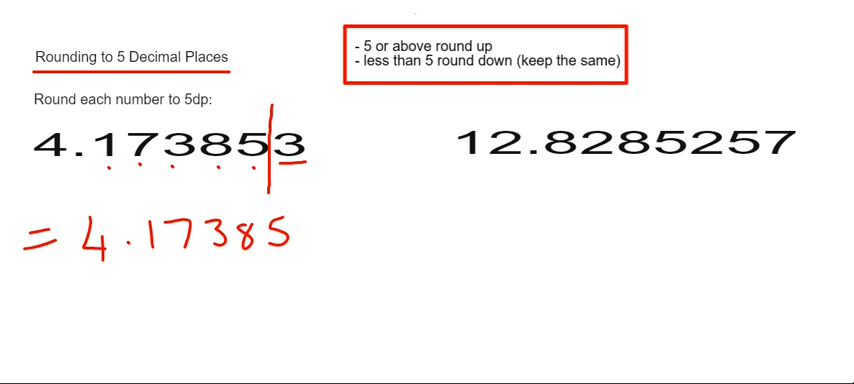 Rounding to 5 Decimal Places
- 5 or above round up
- less than 5 round down (keep the same)
Round each number to 5dp:
4.173853
12.8285257
= 4.17385